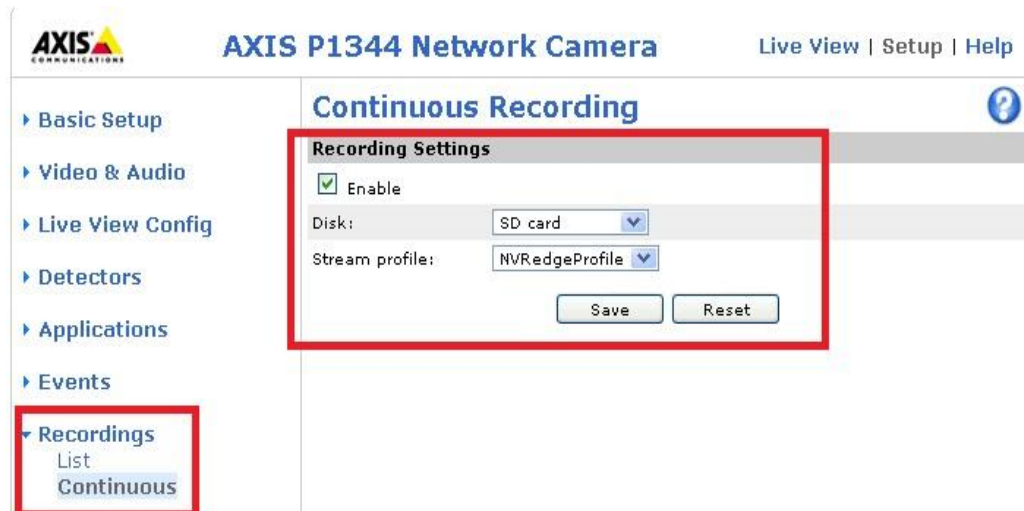 AXIS
COMMUNICATIONS
AXIS P1344 Network Camera
Live View | Setup | Help
Basic Setup
Video & Audio
Live View Config
Detectors
Applications
Events
Recordings
List
Continuous
Continuous Recording
?
Recording Settings
Enable
Disk: SD card
Stream profile: NVRedgeProfile
Save Reset